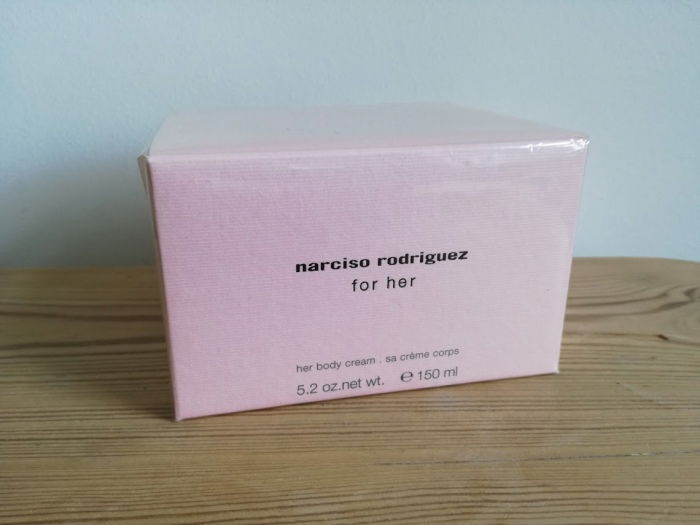 narciso rodriguez
for her
her body cream . sa crème corps
5.2 oz.net wt. ℮ 150 ml